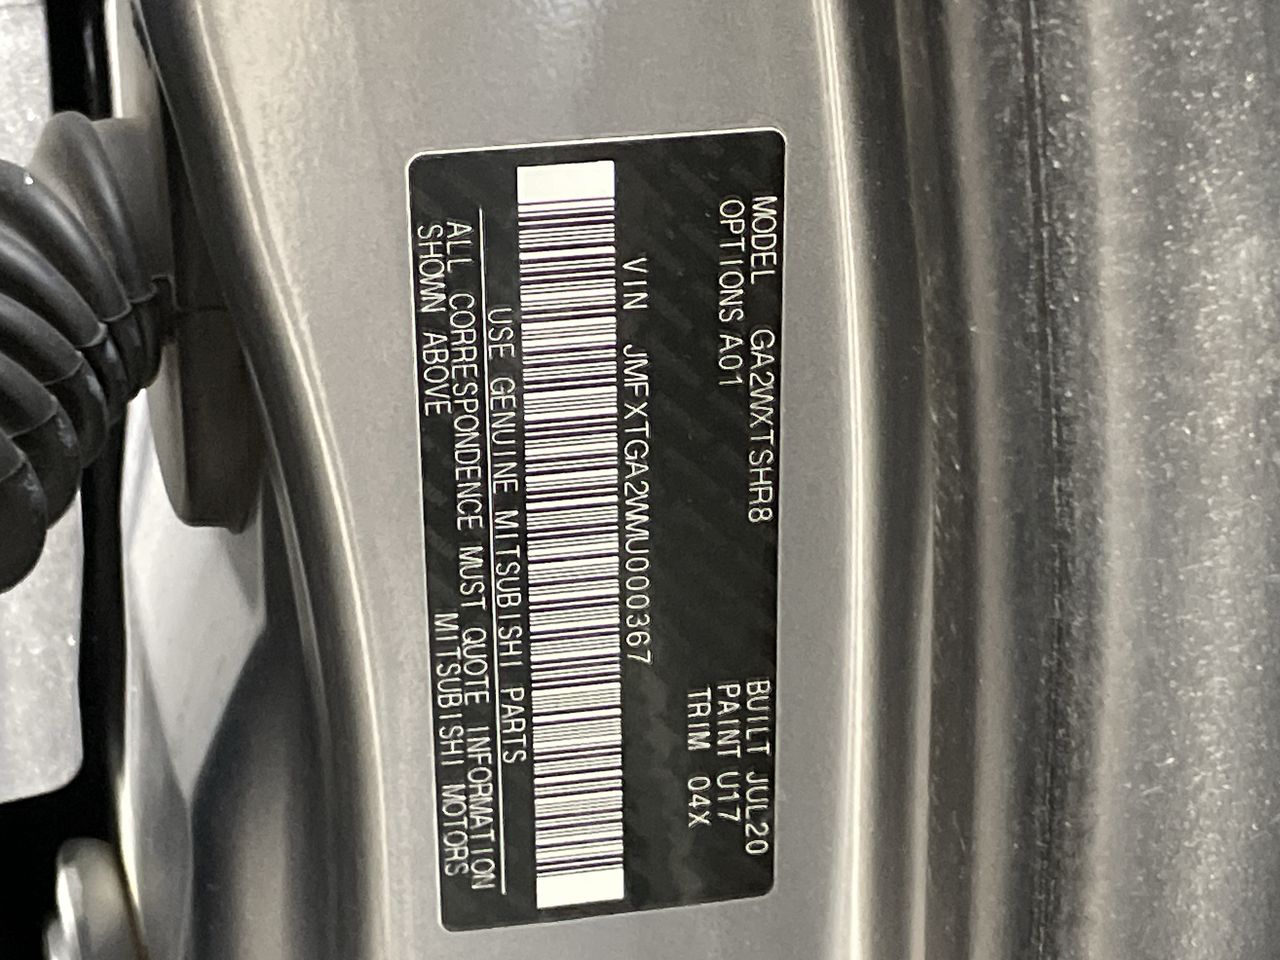 MODEL GA2WXTSHR8
OPTIONS A01
BUILT JUL20
PAINT U17
TRIM 04X
VIN JMFXTGA2WMU000367
USE GENUINE MITSUBISHI PARTS
ALL CORRESPONDENCE MUST QUOTE INFORMATION
SHOWN ABOVE MITSUBISHI MOTORS